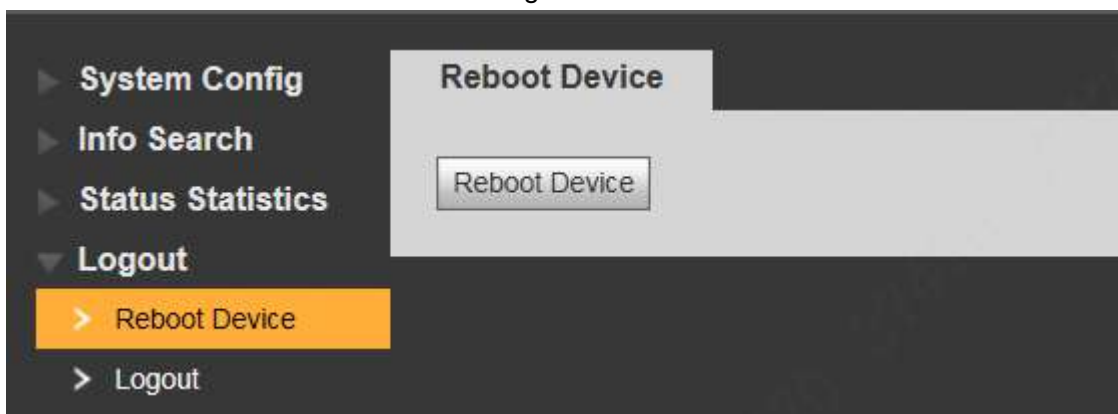 System Config
Info Search
Status Statistics
Logout
Reboot Device
Logout
Reboot Device
Reboot Device